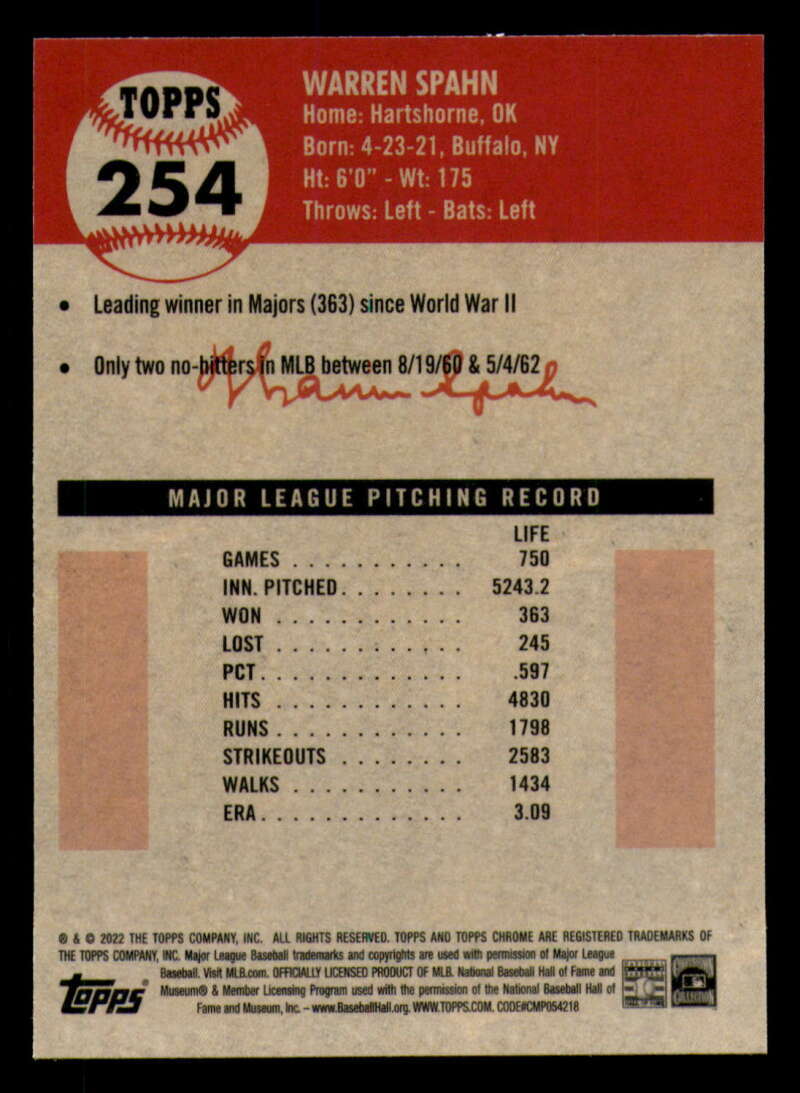 TOPPS
254
WARREN SPAHN
Home: Hartshorne, OK
Born: 4-23-21, Buffalo, NY
Ht: 6'0" - Wt: 175
Throws: Left - Bats: Left
• Leading winner in Majors (363) since World War II
• Only two no-hitters in MLB between 8/19/60 & 5/4/62
Warren Spahn
MAJOR LEAGUE PITCHING RECORD
LIFE
GAMES . . . . . . . . . . . 750
INN. PITCHED. . . . . . . . 5243.2
WON . . . . . . . . . . . . 363
LOST . . . . . . . . . . . . 245
PCT. . . . . . . . . . . . . .597
HITS . . . . . . . . . . . . 4830
RUNS . . . . . . . . . . . . 1798
STRIKEOUTS . . . . . . . . 2583
WALKS . . . . . . . . . . . 1434
ERA. . . . . . . . . . . . . 3.09
® & © 2022 THE TOPPS COMPANY, INC. ALL RIGHTS RESERVED. TOPPS AND TOPPS CHROME ARE REGISTERED TRADEMARKS OF
THE TOPPS COMPANY, INC. Major League Baseball trademarks and copyrights are used with permission of Major League
Baseball. Visit MLB.com. OFFICIALLY LICENSED PRODUCT OF MLB. National Baseball Hall of Fame and
Museum® & Member Licensing Program used with the permission of the National Baseball Hall of
Fame and Museum, Inc. – www.BaseballHall.org. WWW.TOPPS.COM. CODE#CMP054218
Topps®